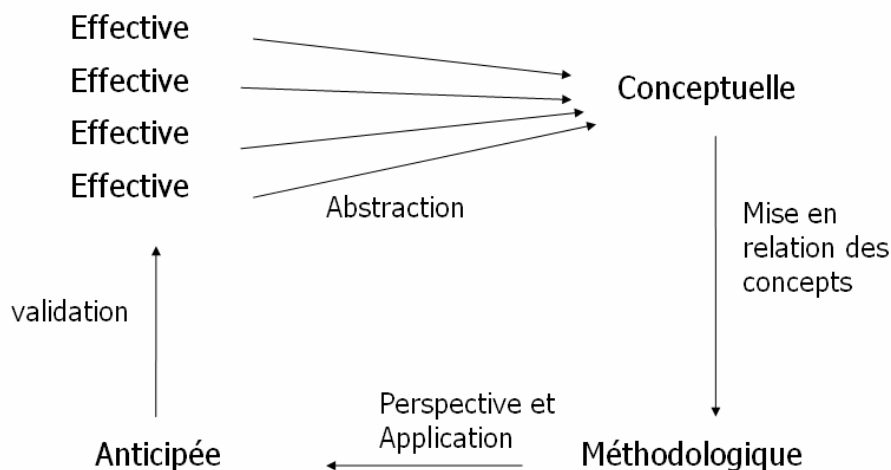 Effective
Effective
Effective
Effective
Conceptuelle
Abstraction
Mise en
relation des
concepts
validation
Perspective et
Application
Anticipée
Méthodologique